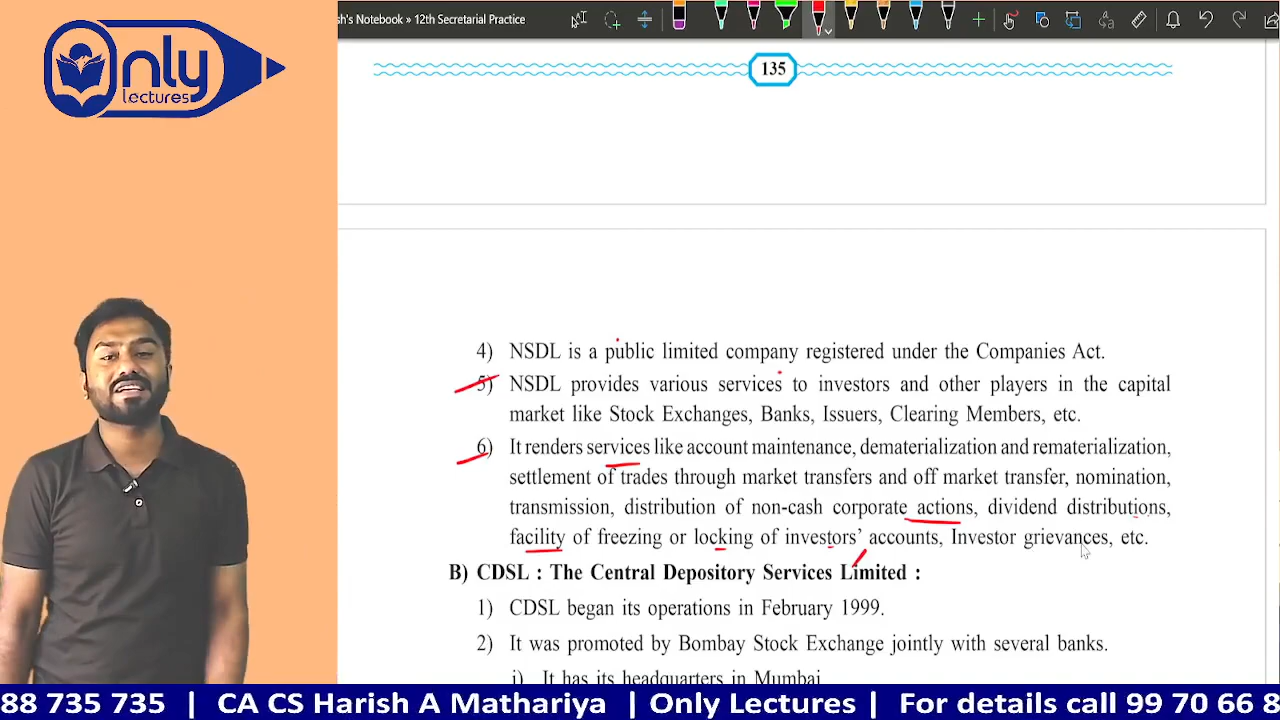 sh's Notebook » 12th Secretarial Practice
Only
lectures
135
4) NSDL is a public limited company registered under the Companies Act.
5) NSDL provides various services to investors and other players in the capital
market like Stock Exchanges, Banks, Issuers, Clearing Members, etc.
6) It renders services like account maintenance, dematerialization and rematerialization,
settlement of trades through market transfers and off market transfer, nomination,
transmission, distribution of non-cash corporate actions, dividend distributions,
facility of freezing or locking of investors' accounts, Investor grievances, etc.
B) CDSL : The Central Depository Services Limited :
1) CDSL began its operations in February 1999.
2) It was promoted by Bombay Stock Exchange jointly with several banks.
i) It has its headquarters in Mumbai
88 735 735 | CA CS Harish A Mathariya | Only Lectures | For details call 99 70 66 8